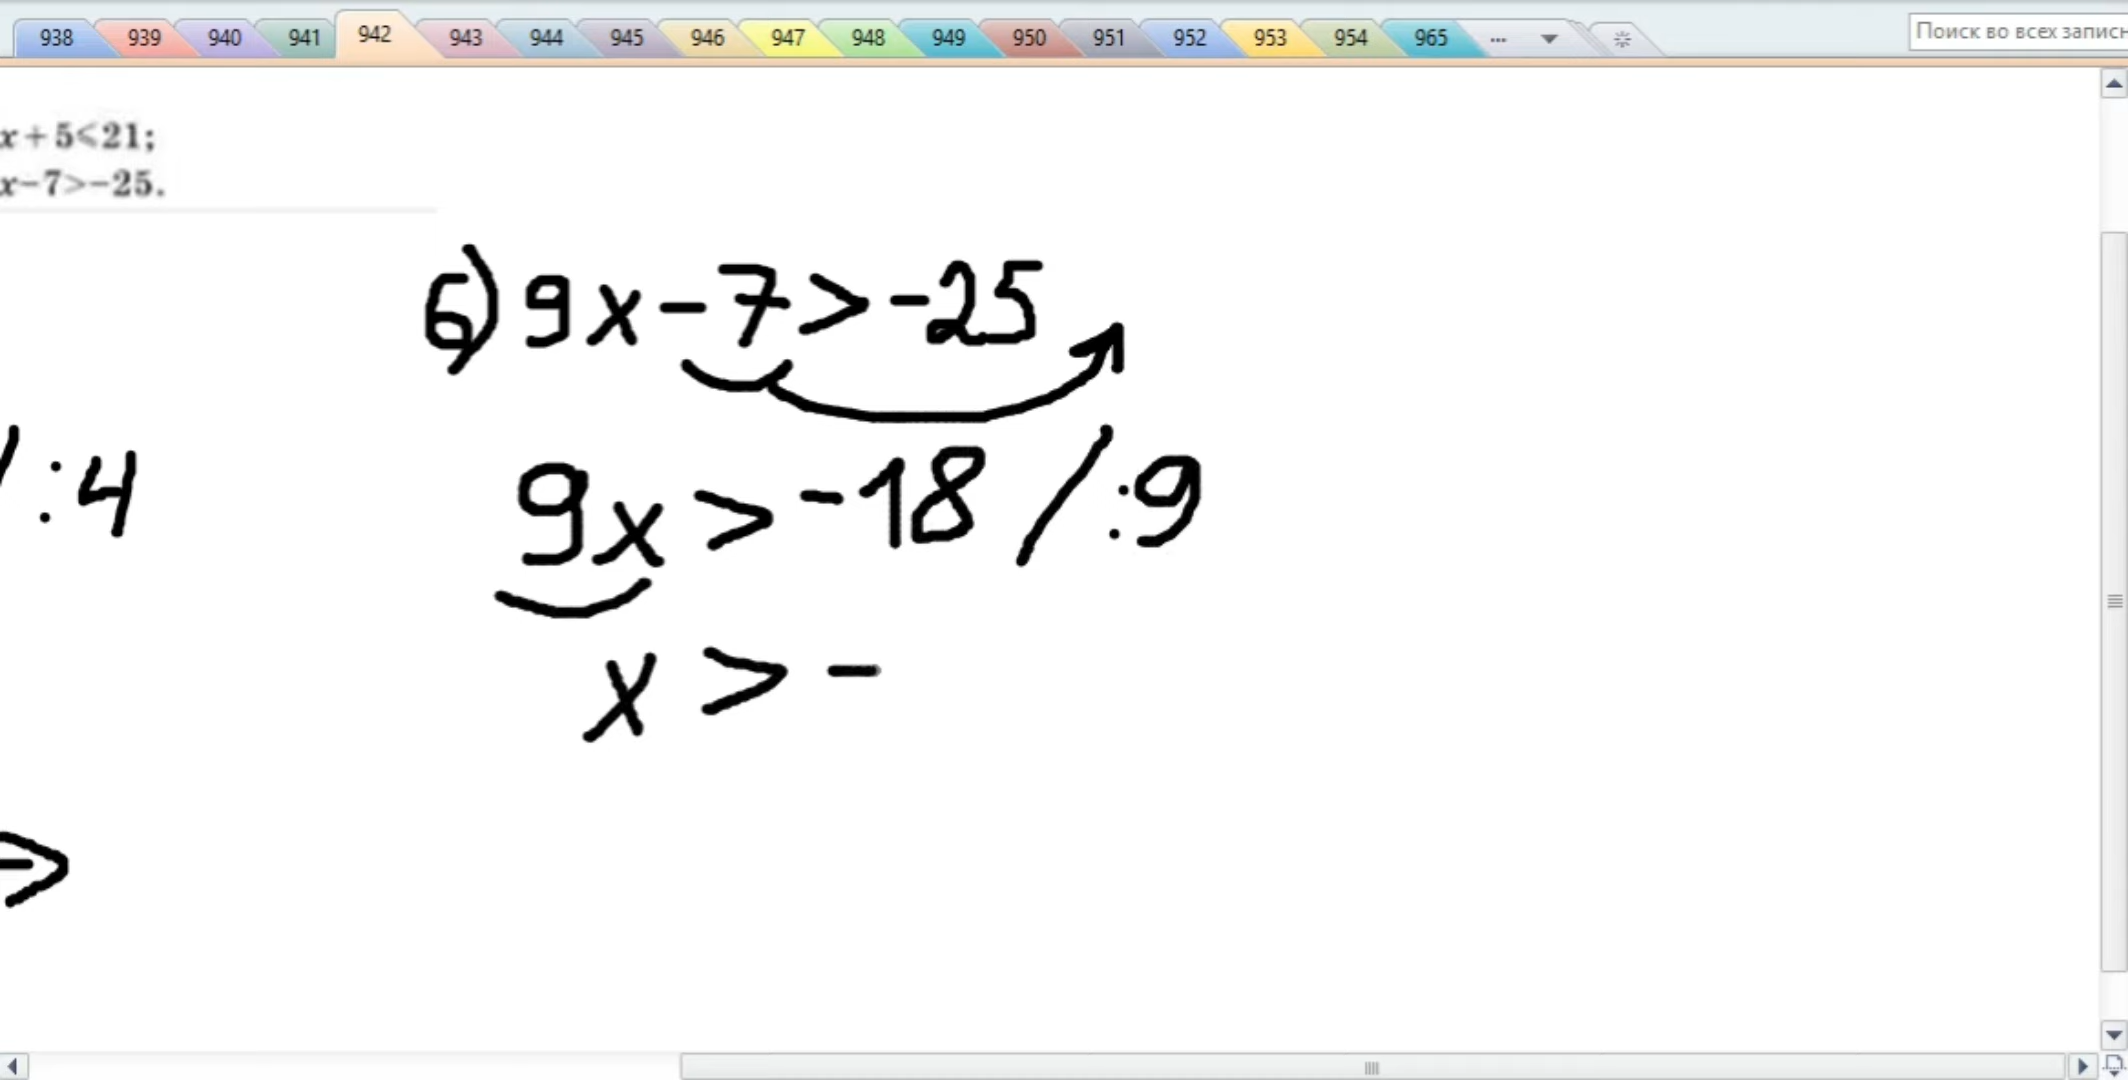 938 939 940 941 942 943 944 945 946 947 948 949 950 951 952 953 954 965 ...
Поиск во всех запис
x+5⩽21;
x−7>−25.
6) 9x-7>-25
/:4
9x>-18 /:9
x>-